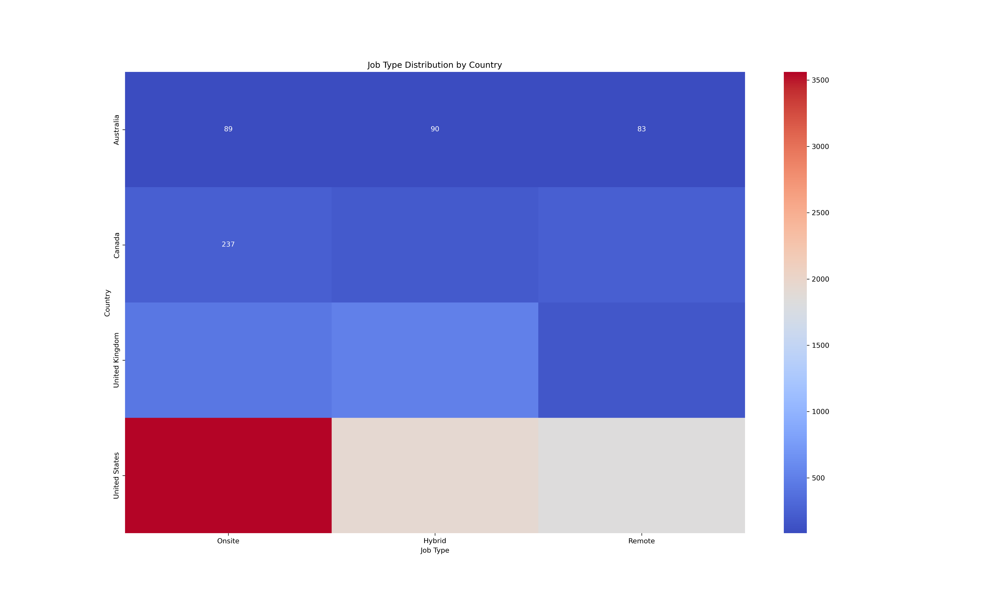 Job Type Distribution by Country
Country
Australia
89 90 83
Canada
237
United Kingdom
United States
Onsite Hybrid Remote
Job Type
3500
3000
2500
2000
1500
1000
500